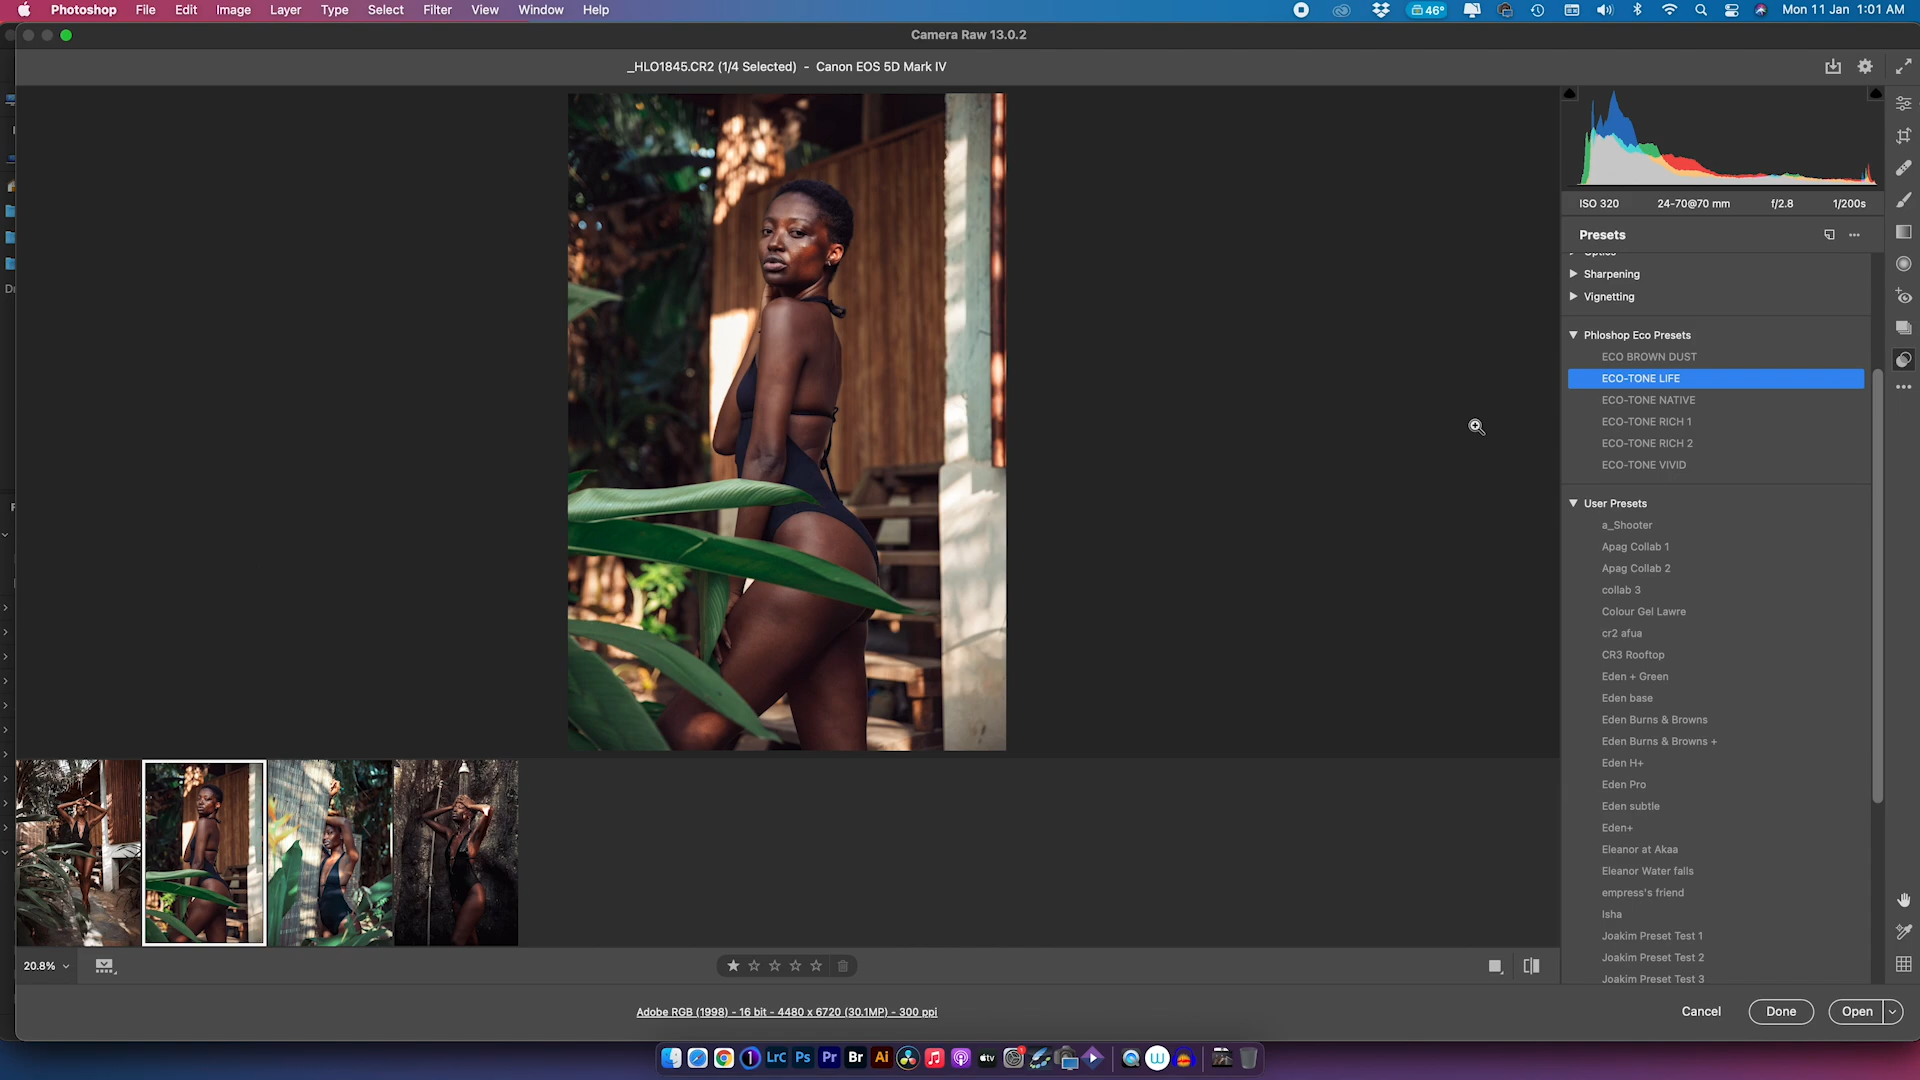 Photoshop File Edit Image Layer Type Select Filter View Window Help
46° Mon 11 Jan 1:01 AM
Camera Raw 13.0.2
_HLO1845.CR2 (1/4 Selected) - Canon EOS 5D Mark IV
ISO 320 24-70@70 mm f/2.8 1/200s
Presets
Optics
Sharpening
Vignetting
Phloshop Eco Presets
ECO BROWN DUST
ECO-TONE LIFE
ECO-TONE NATIVE
ECO-TONE RICH 1
ECO-TONE RICH 2
ECO-TONE VIVID
User Presets
a_Shooter
Apag Collab 1
Apag Collab 2
collab 3
Colour Gel Lawre
cr2 afua
CR3 Rooftop
Eden + Green
Eden base
Eden Burns & Browns
Eden Burns & Browns +
Eden H+
Eden Pro
Eden subtle
Eden+
Eleanor at Akaa
Eleanor Water falls
empress's friend
Isha
Joakim Preset Test 1
Joakim Preset Test 2
Joakim Preset Test 3
20.8%
Adobe RGB (1998) - 16 bit - 4480 x 6720 (30.1MP) - 300 ppi
Cancel Done Open
LrC Ps Pr Br Ai tv